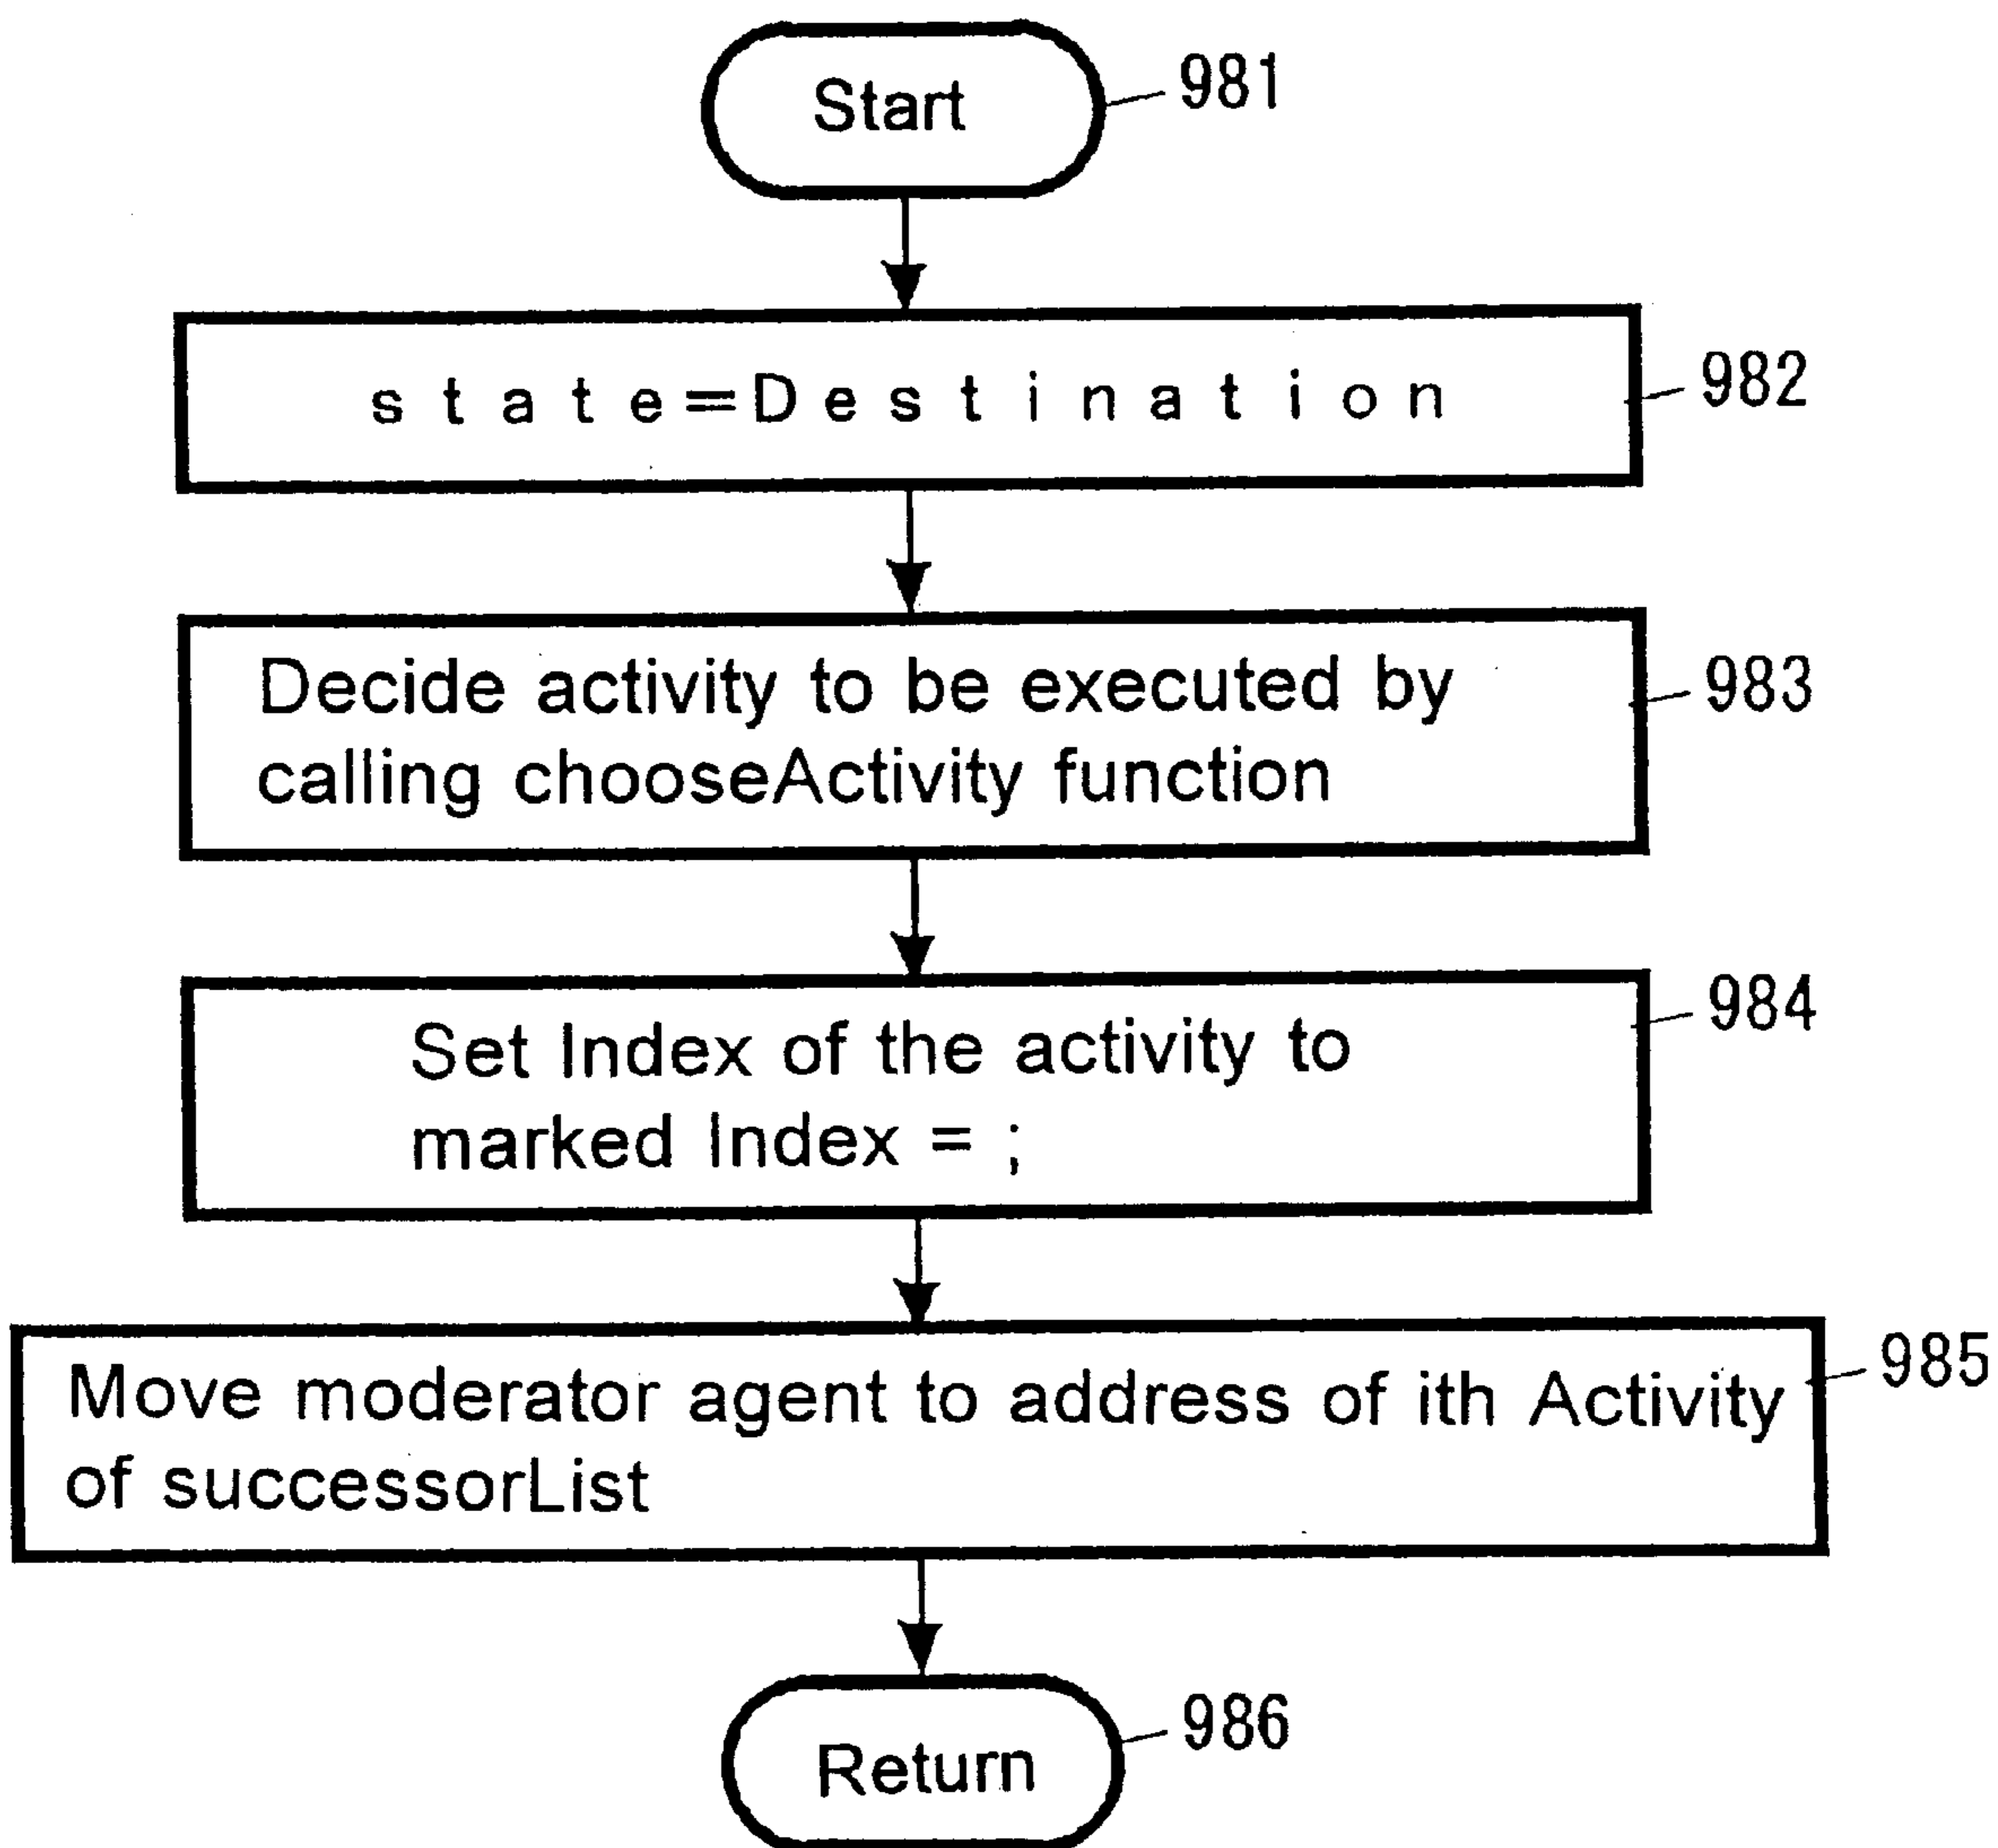 Start
981
state=Destination
982
Decide activity to be executed by
calling chooseActivity function
983
Set Index of the activity to
marked Index = ;
984
Move moderator agent to address of ith Activity
of successorList
985
Return
986